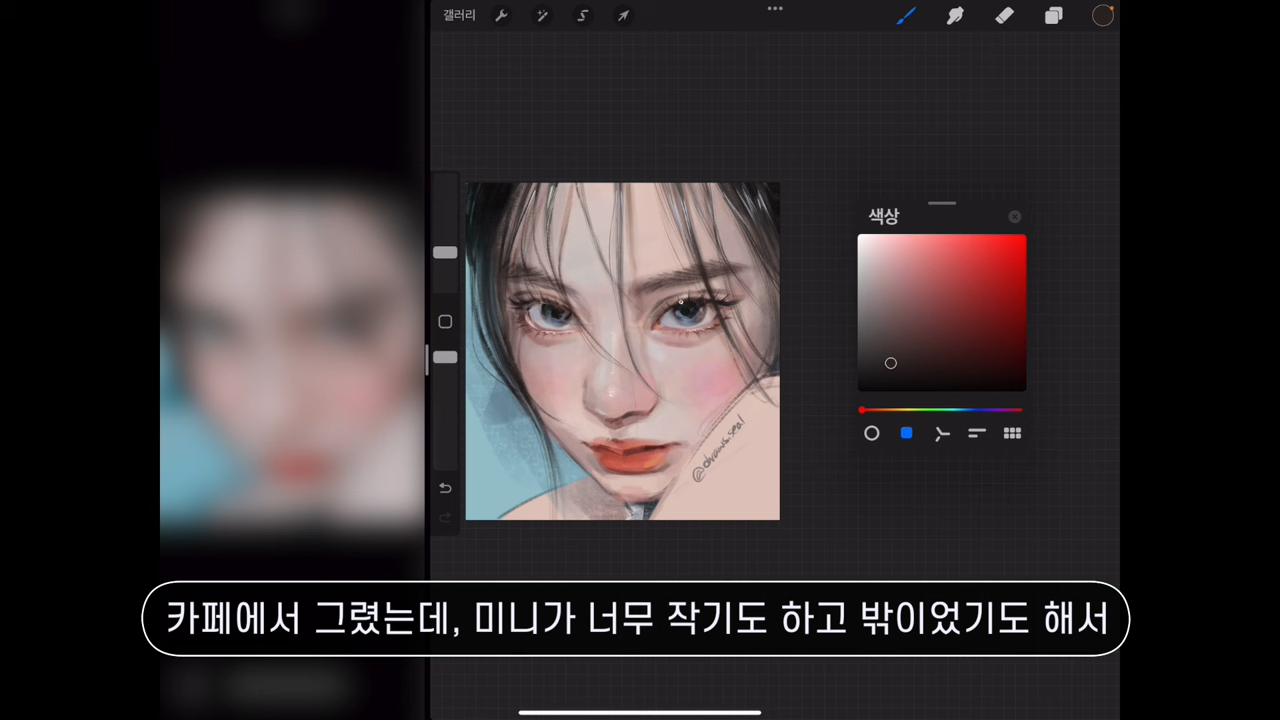 갤러리
색상
@drawsseal
카페에서 그렸는데, 미니가 너무 작기도 하고 밖이었기도 해서